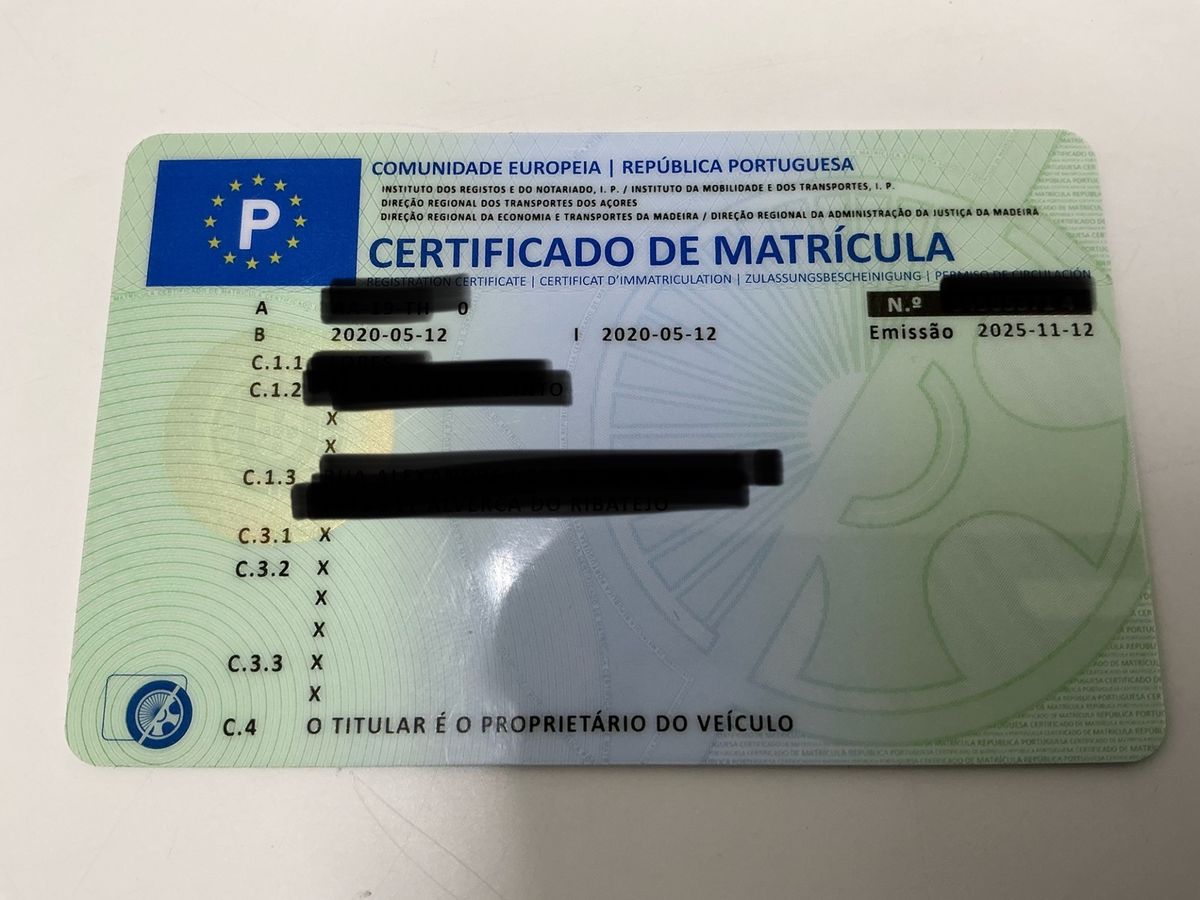 P
COMUNIDADE EUROPEIA | REPÚBLICA PORTUGUESA
INSTITUTO DOS REGISTOS E DO NOTARIADO, I. P. / INSTITUTO DA MOBILIDADE E DOS TRANSPORTES, I. P.
DIREÇÃO REGIONAL DOS TRANSPORTES DOS AÇORES
DIREÇÃO REGIONAL DA ECONOMIA E TRANSPORTES DA MADEIRA / DIREÇÃO REGIONAL DA ADMINISTRAÇÃO DA JUSTIÇA DA MADEIRA
CERTIFICADO DE MATRÍCULA
REGISTRATION CERTIFICATE | CERTIFICAT D'IMMATRICULATION | ZULASSUNGSBESCHEINIGUNG | PERMISO DE CIRCULACIÓN
A 0 N.º
B 2020-05-12 I 2020-05-12 Emissão 2025-11-12
C.1.1
C.1.2
X
X
C.1.3
C.3.1 X
C.3.2 X
X
X
C.3.3 X
X
C.4 O TITULAR É O PROPRIETÁRIO DO VEÍCULO